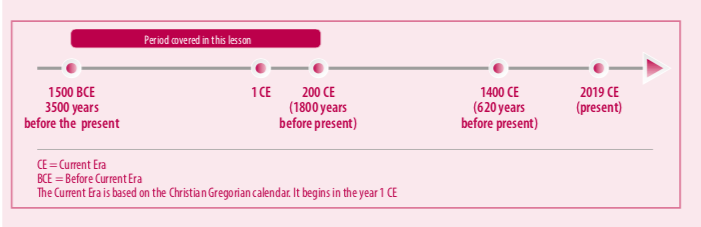 Period covered in this lesson
1500 BCE
3500 years
before the present
1 CE
200 CE
(1800 years
before present)
1400 CE
(620 years
before present)
2019 CE
(present)
CE = Current Era
BCE = Before Current Era
The Current Era is based on the Christian Gregorian calendar. It begins in the year 1 CE